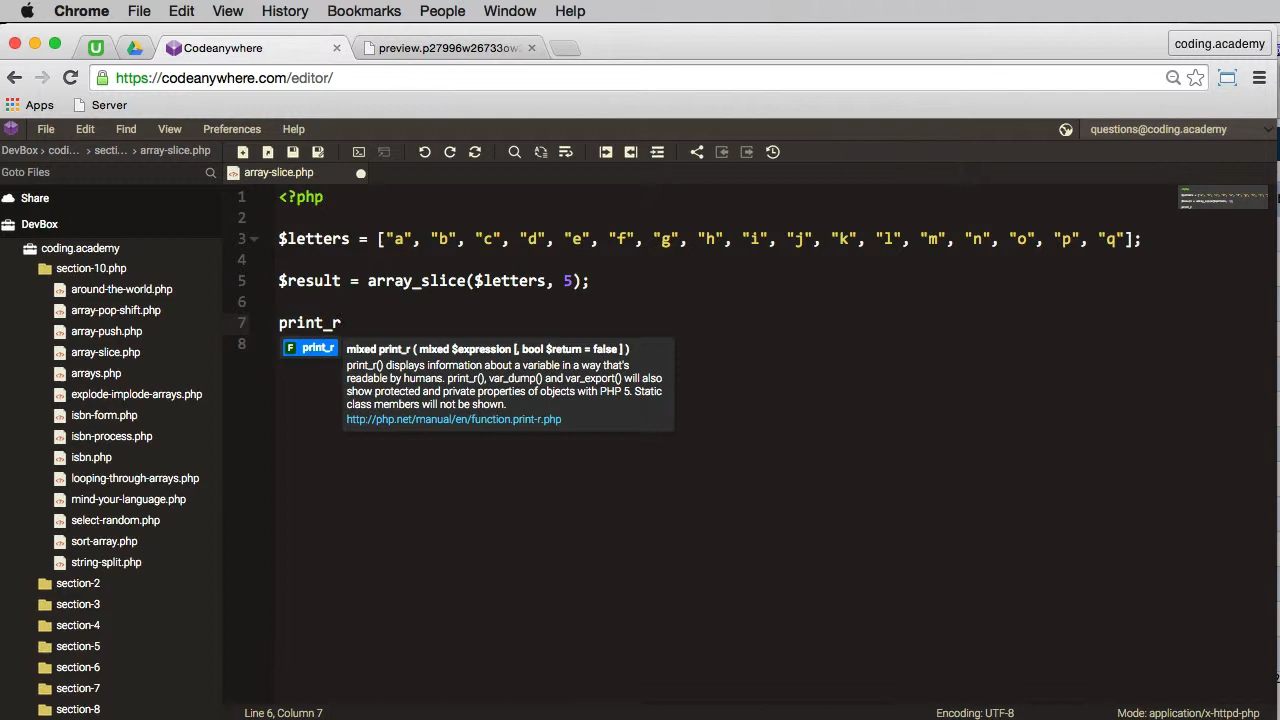 Chrome File Edit View History Bookmarks People Window Help
Codeanywhere × preview.p27996w26733ow2 × coding.academy
https://codeanywhere.com/editor/
Apps Server
File Edit Find View Preferences Help questions@coding.academy
DevBox codi... secti... array-slice.php
Goto Files array-slice.php
Share
DevBox
coding.academy
section-10.php
around-the-world.php
array-pop-shift.php
array-push.php
array-slice.php
arrays.php
explode-implode-arrays.php
isbn-form.php
isbn-process.php
isbn.php
looping-through-arrays.php
mind-your-language.php
select-random.php
sort-array.php
string-split.php
section-2
section-3
section-4
section-5
section-6
section-7
section-8
1 <?php
2
3 $letters = ["a", "b", "c", "d", "e", "f", "g", "h", "i", "j", "k", "l", "m", "n", "o", "p", "q"];
4
5 $result = array_slice($letters, 5);
6
7 print_r
8
F print_r
mixed print_r ( mixed $expression [, bool $return = false ] )
print_r() displays information about a variable in a way that's
readable by humans. print_r(), var_dump() and var_export() will also
show protected and private properties of objects with PHP 5. Static
class members will not be shown.
http://php.net/manual/en/function.print-r.php
Line 6, Column 7 Encoding: UTF-8 Mode: application/x-httpd-php